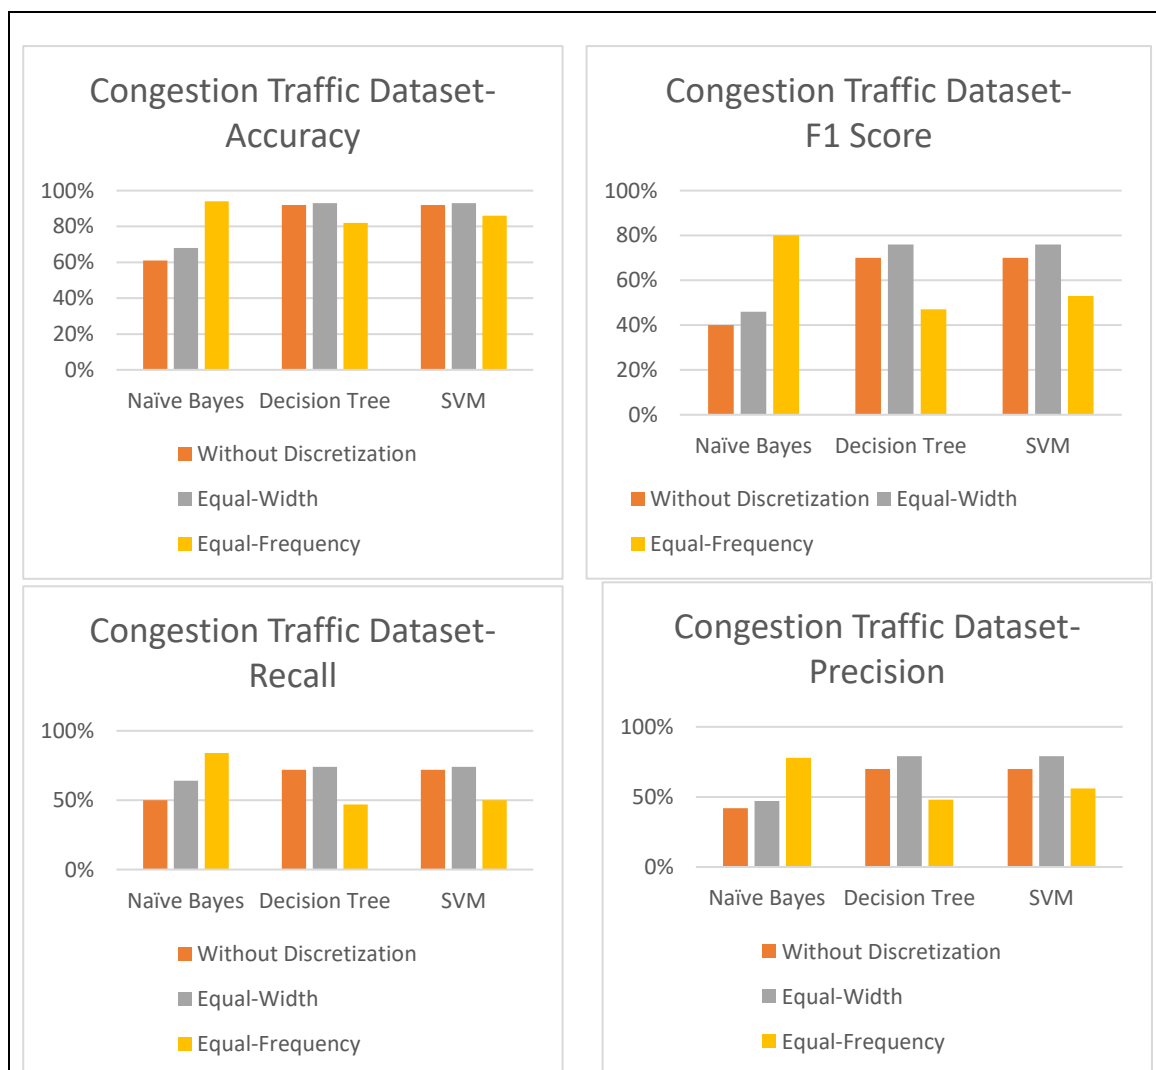 Congestion Traffic Dataset-
Accuracy
100%
80%
60%
40%
20%
0%
Naïve Bayes Decision Tree SVM
Without Discretization
Equal-Width
Equal-Frequency
Congestion Traffic Dataset-
F1 Score
100%
80%
60%
40%
20%
0%
Naïve Bayes Decision Tree SVM
Without Discretization Equal-Width
Equal-Frequency
Congestion Traffic Dataset-
Recall
100%
50%
0%
Naïve Bayes Decision Tree SVM
Without Discretization
Equal-Width
Equal-Frequency
Congestion Traffic Dataset-
Precision
100%
50%
0%
Naïve Bayes Decision Tree SVM
Without Discretization
Equal-Width
Equal-Frequency